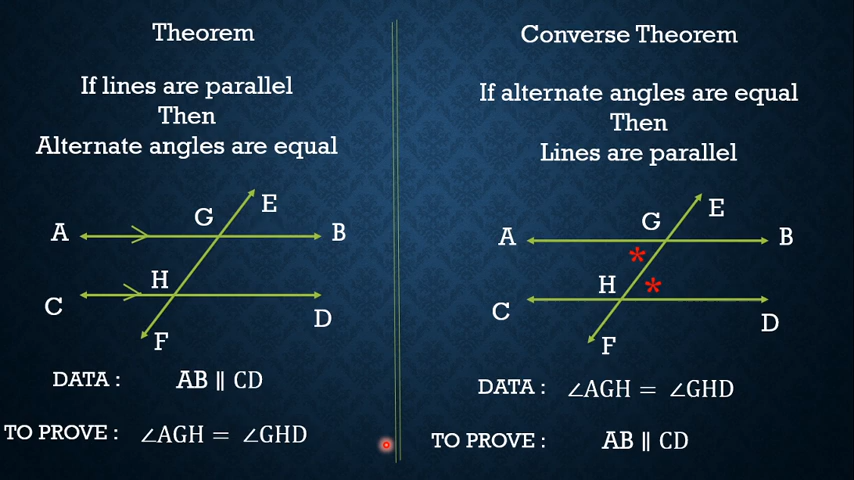 Theorem
If lines are parallel
Then
Alternate angles are equal
E
G
A
B
H
C
D
F
DATA : AB ∥ CD
TO PROVE : ∠AGH = ∠GHD
Converse Theorem
If alternate angles are equal
Then
Lines are parallel
E
G
A
B
*
H
*
C
D
F
DATA : ∠AGH = ∠GHD
TO PROVE : AB ∥ CD